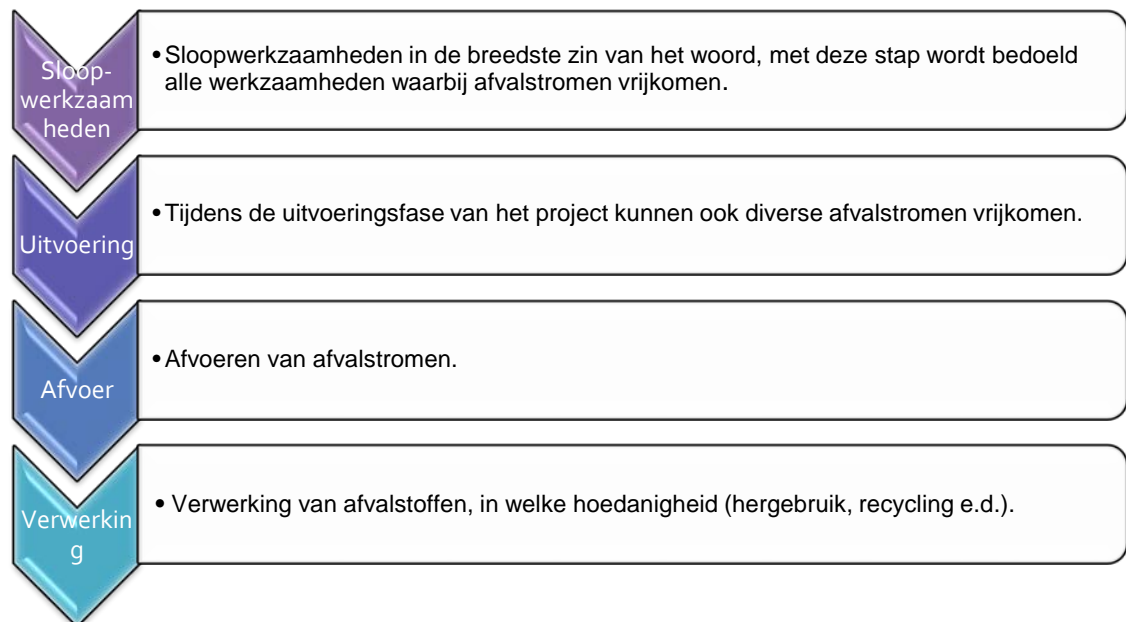 Sloop-
werkzaam
heden
•Sloopwerkzaamheden in de breedste zin van het woord, met deze stap wordt bedoeld
alle werkzaamheden waarbij afvalstromen vrijkomen.
Uitvoering
•Tijdens de uitvoeringsfase van het project kunnen ook diverse afvalstromen vrijkomen.
Afvoer
•Afvoeren van afvalstromen.
Verwerkin
g
• Verwerking van afvalstoffen, in welke hoedanigheid (hergebruik, recycling e.d.).